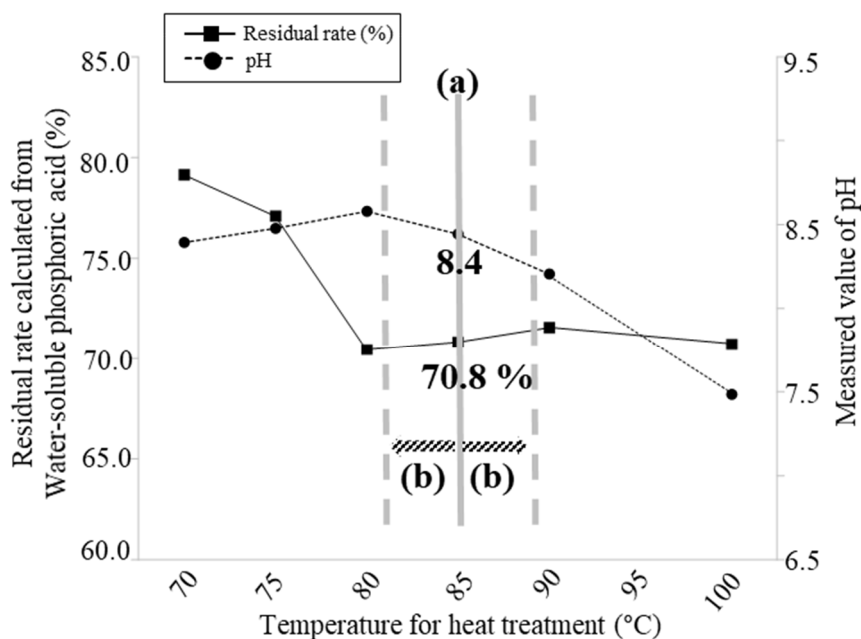 Residual rate (%)
pH
Residual rate calculated from
Water-soluble phosphoric acid (%)
85.0
80.0
75.0
70.0
65.0
60.0
(a)
8.4
70.8 %
(b) (b)
9.5
8.5
7.5
6.5
Measured value of pH
70 75 80 85 90 95 100
Temperature for heat treatment (°C)